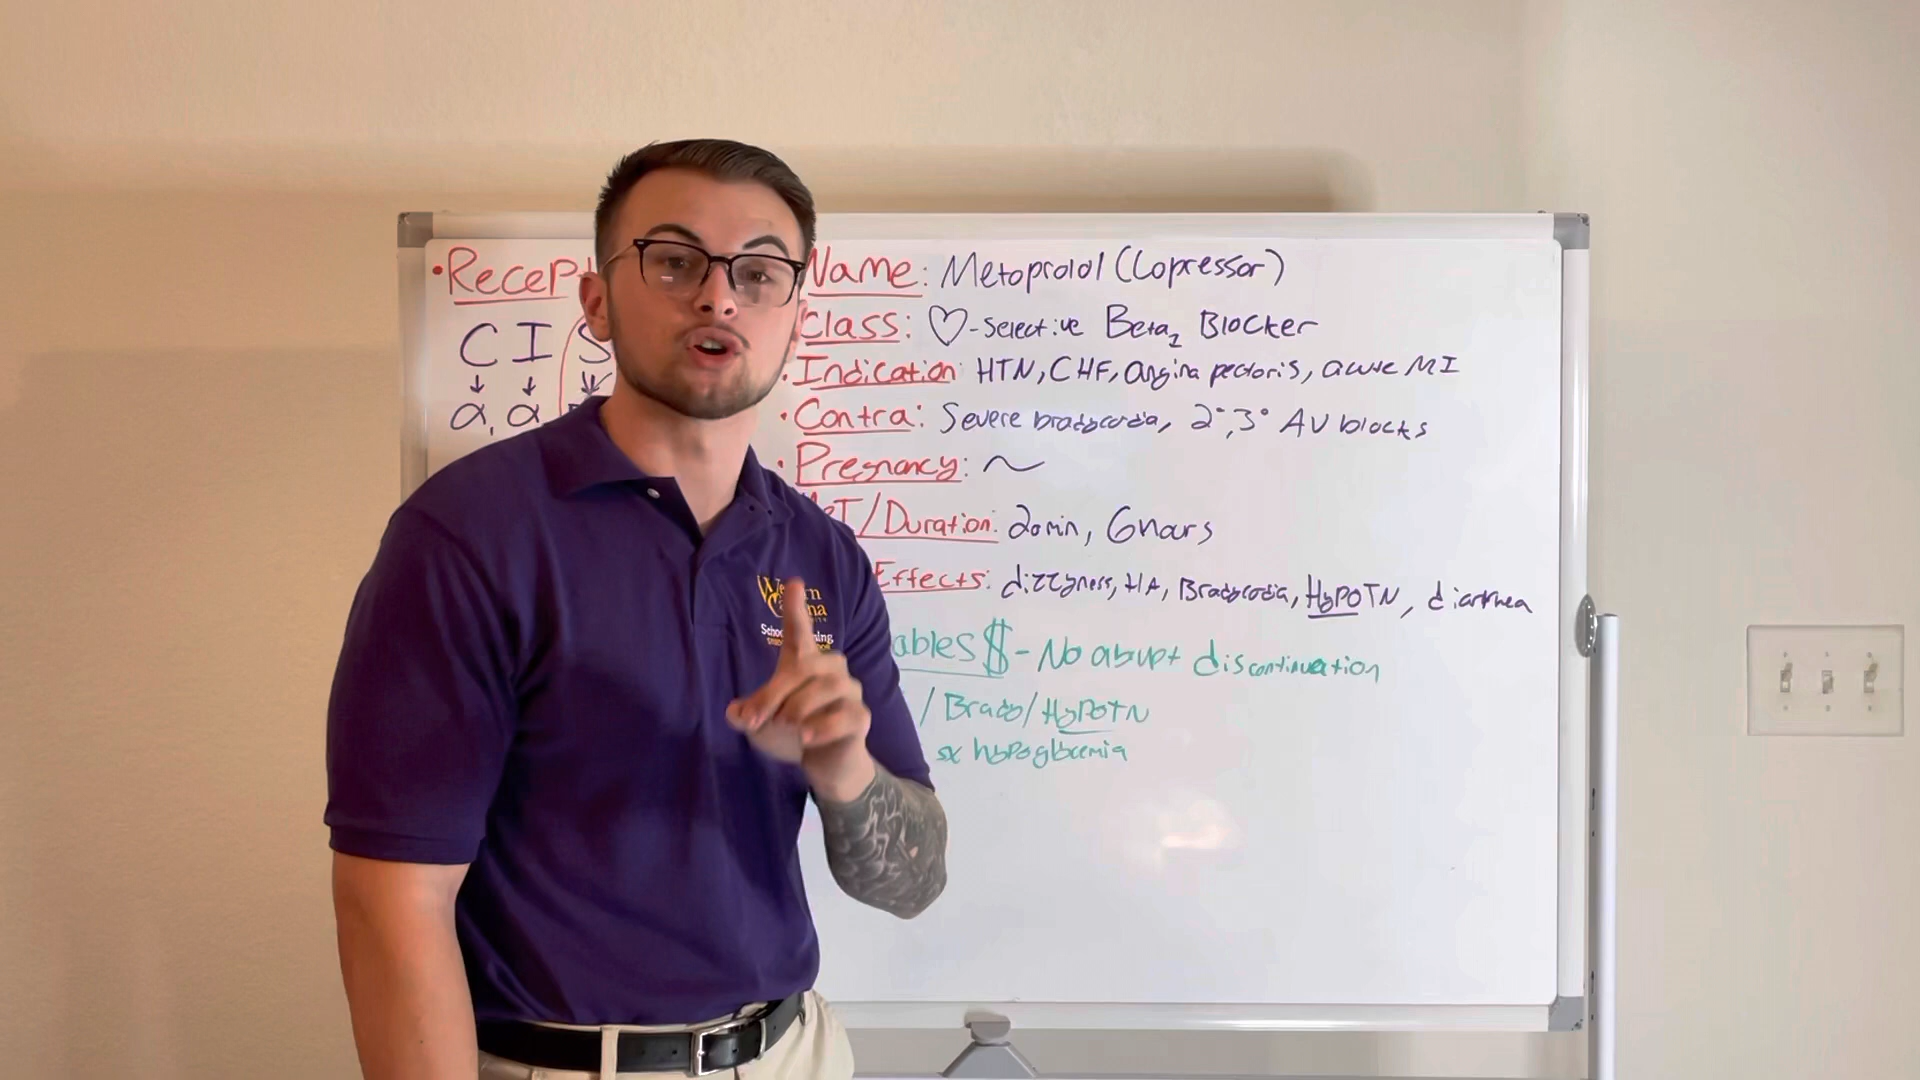 • Recept
C I S
↓ ↓ ↓
α, α
Name: Metoprolol (Lopressor)
Class: ♡-Selective Beta2 Blocker
• Indication: HTN, CHF, angina pectoris, acute MI
• Contra: Severe bradycardia, 2°, 3° AV blocks
• Pregnancy: ~
/Duration: 20min, 6hours
Effects: dizzyness, HA, Bradycardia, HypoTN, diarrhea
ables $ - No abrupt discontinuation
/ Brady/HypoTN
sx hypoglycemia